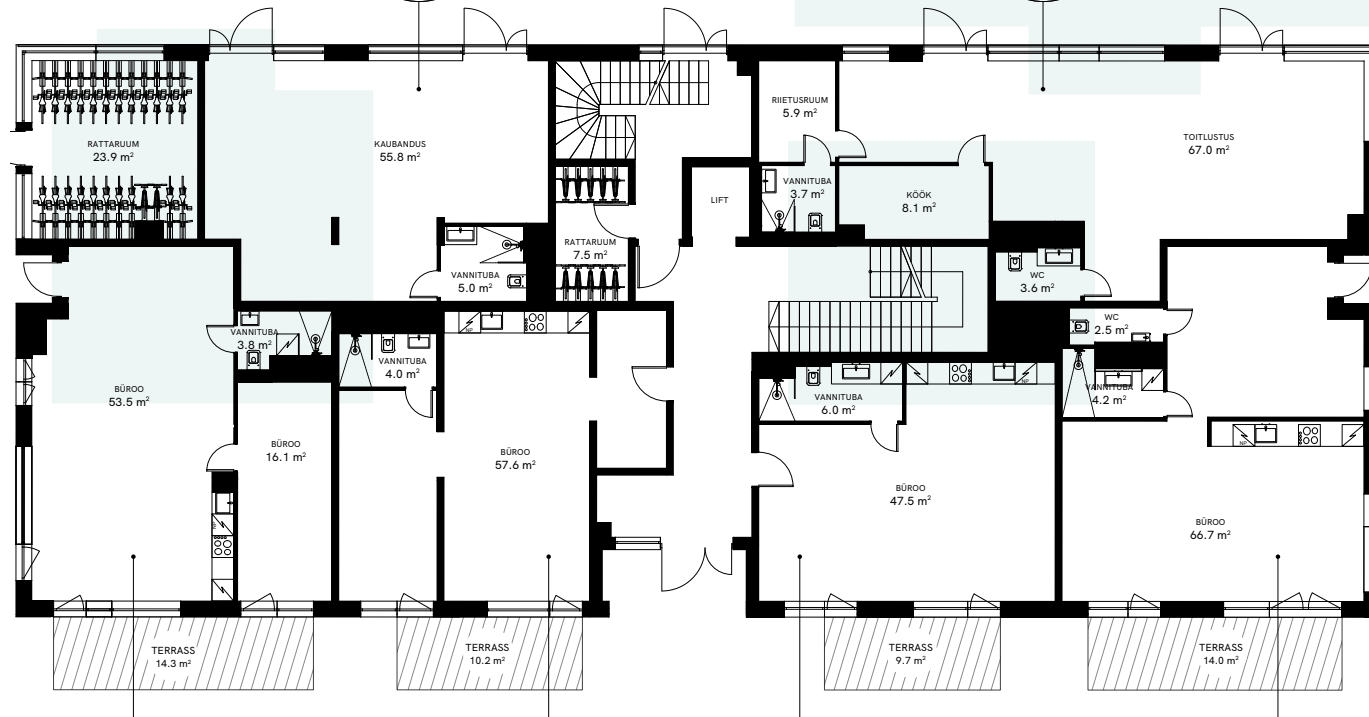 RIIETUSRUUM
5.9 m²
RATTARUUM
23.9 m²
KAUBANDUS
55.8 m²
TOITLUSTUS
67.0 m²
VANNITUBA
3.7 m²
KÖÖK
8.1 m²
LIFT
RATTARUUM
7.5 m²
VANNITUBA
5.0 m²
WC
3.6 m²
WC
2.5 m²
VANNITUBA
3.8 m²
NP
VANNITUBA
4.0 m²
NP
VANNITUBA
6.0 m²
VANNITUBA
4.2 m²
BÜROO
53.5 m²
BÜROO
16.1 m²
BÜROO
57.6 m²
NP
BÜROO
47.5 m²
NP
BÜROO
66.7 m²
TERRASS
14.3 m²
TERRASS
10.2 m²
TERRASS
9.7 m²
TERRASS
14.0 m²